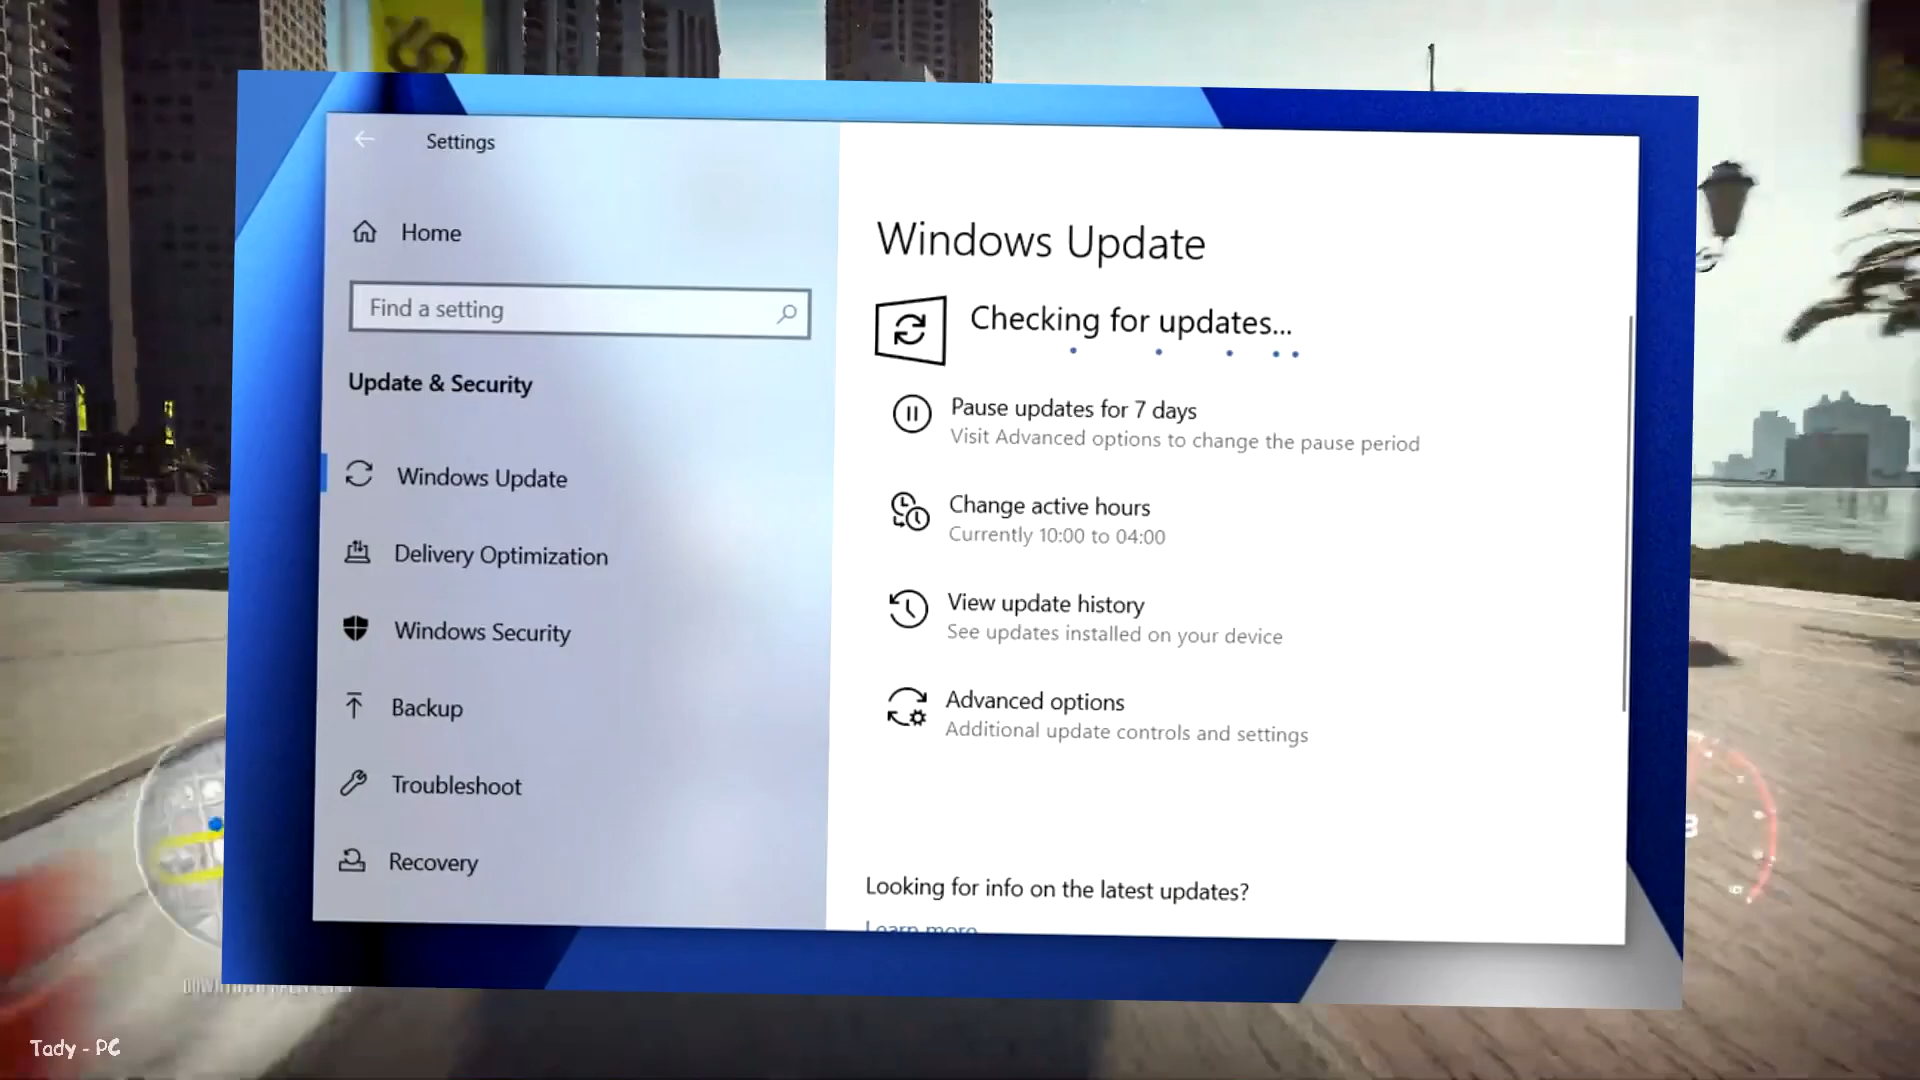 Settings
Home
Find a setting
Update & Security
Windows Update
Delivery Optimization
Windows Security
Backup
Troubleshoot
Recovery
Windows Update
Checking for updates...
Pause updates for 7 days
Visit Advanced options to change the pause period
Change active hours
Currently 10:00 to 04:00
View update history
See updates installed on your device
Advanced options
Additional update controls and settings
Looking for info on the latest updates?
Learn more
Tady - PC